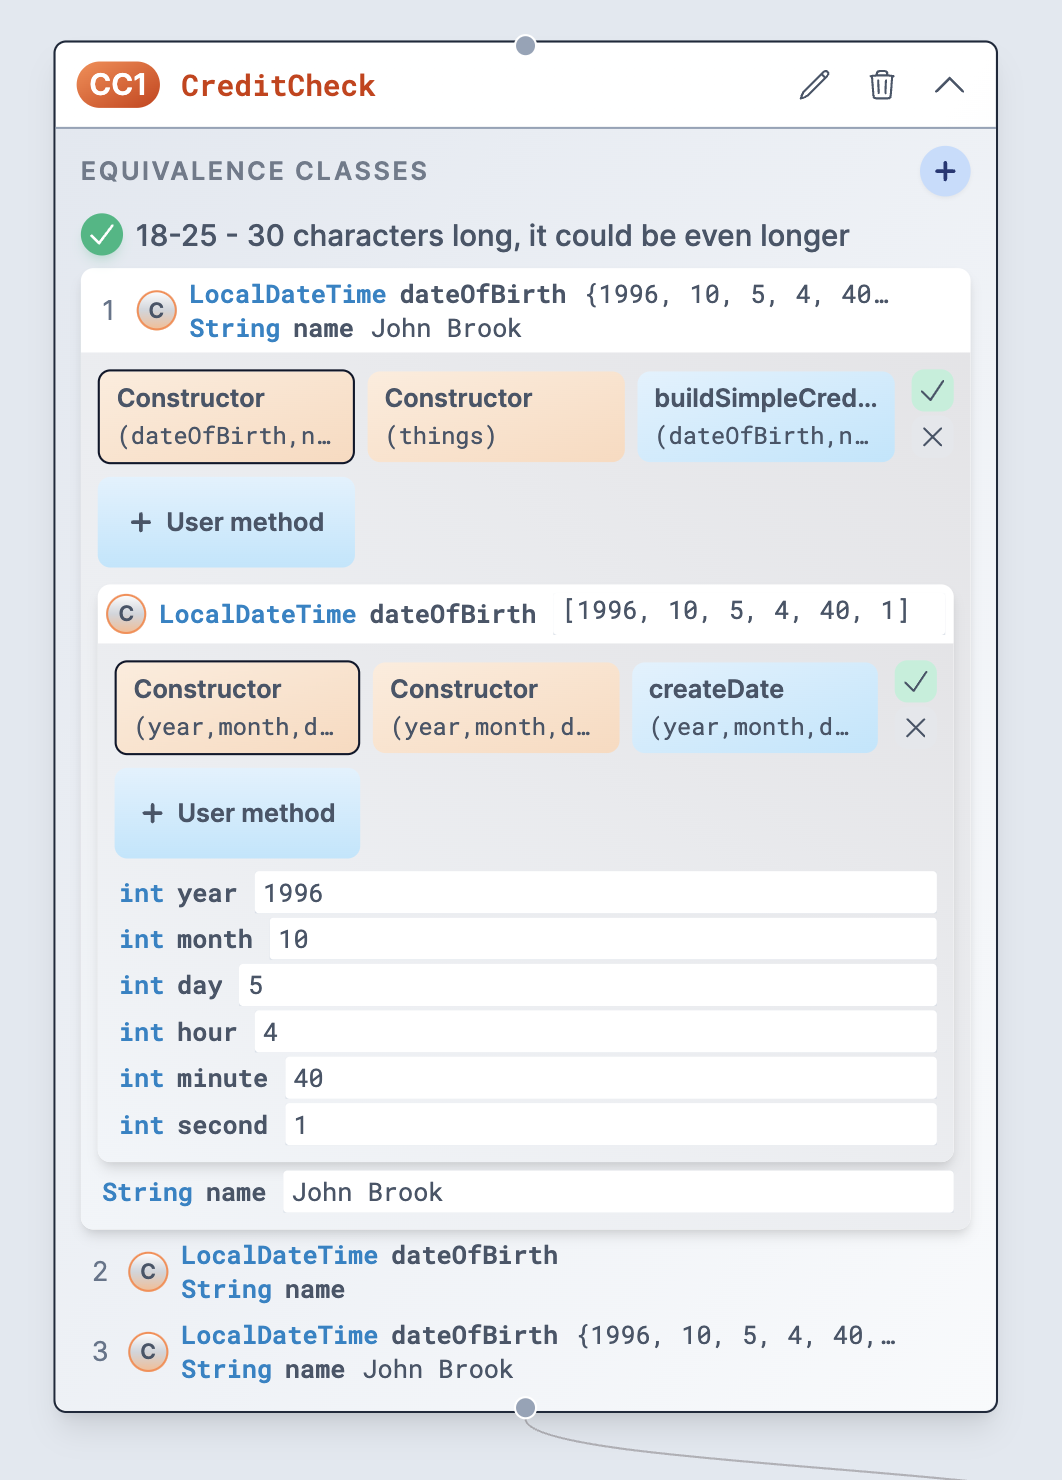 CC1 CreditCheck
EQUIVALENCE CLASSES
18-25 - 30 characters long, it could be even longer
1 C LocalDateTime dateOfBirth {1996, 10, 5, 4, 40…
String name John Brook
Constructor Constructor buildSimpleCred…
(dateOfBirth,n… (things) (dateOfBirth,n…
+ User method
C LocalDateTime dateOfBirth [1996, 10, 5, 4, 40, 1]
Constructor Constructor createDate
(year,month,d… (year,month,d… (year,month,d…
+ User method
int year 1996
int month 10
int day 5
int hour 4
int minute 40
int second 1
String name John Brook
2 C LocalDateTime dateOfBirth
String name
3 C LocalDateTime dateOfBirth {1996, 10, 5, 4, 40,…
String name John Brook